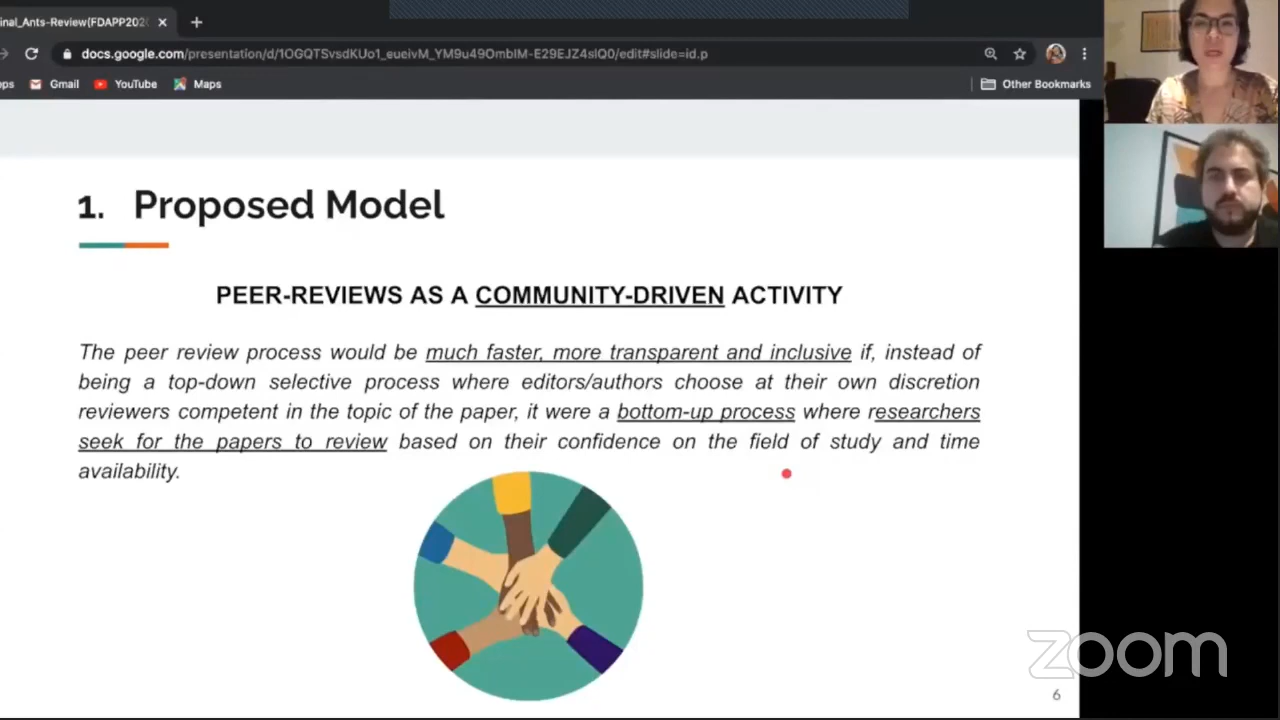 inal_Ants-Review(FDAPP202
docs.google.com/presentation/d/1OGQTSvsdKUo1_eueivM_YM9u49OmbIM-E29EJZ4slQ0/edit#slide=id.p
ps Gmail YouTube Maps Other Bookmarks
1. Proposed Model
PEER-REVIEWS AS A COMMUNITY-DRIVEN ACTIVITY
The peer review process would be much faster, more transparent and inclusive if, instead of
being a top-down selective process where editors/authors choose at their own discretion
reviewers competent in the topic of the paper, it were a bottom-up process where researchers
seek for the papers to review based on their confidence on the field of study and time
availability.
zoom
6